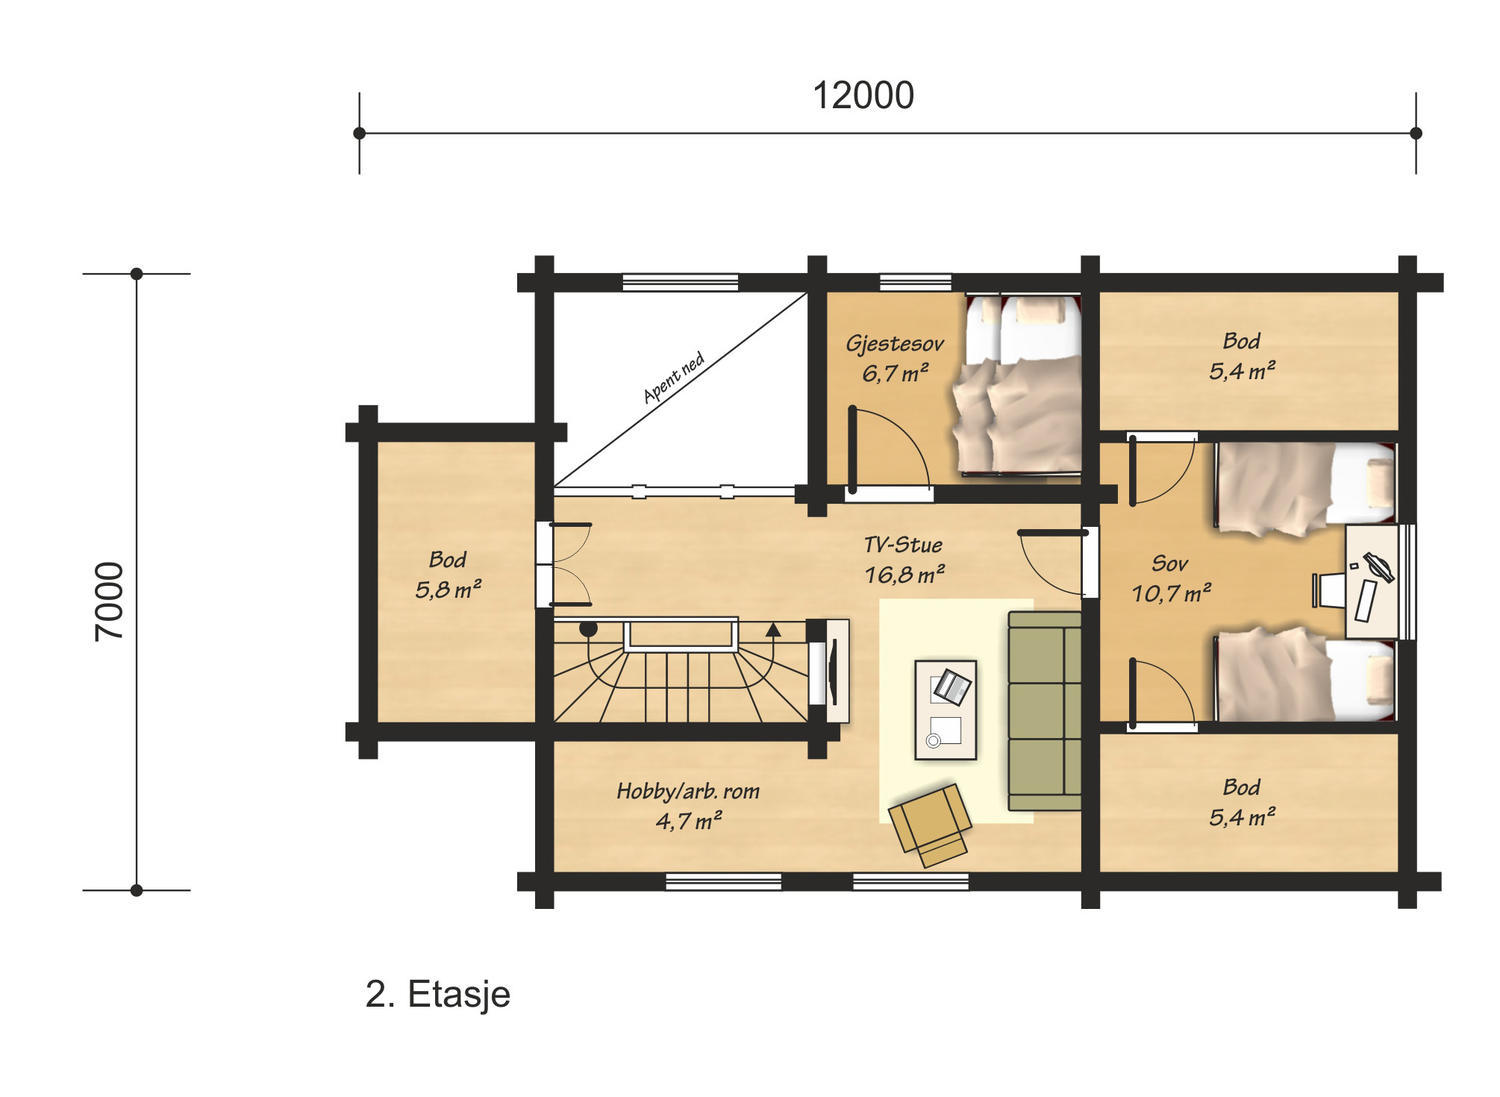 12000
7000
Apent ned
Gjestesov
6,7 m²
Bod
5,4 m²
Bod
5,8 m²
TV-Stue
16,8 m²
Sov
10,7 m²
Hobby/arb. rom
4,7 m²
Bod
5,4 m²
2. Etasje